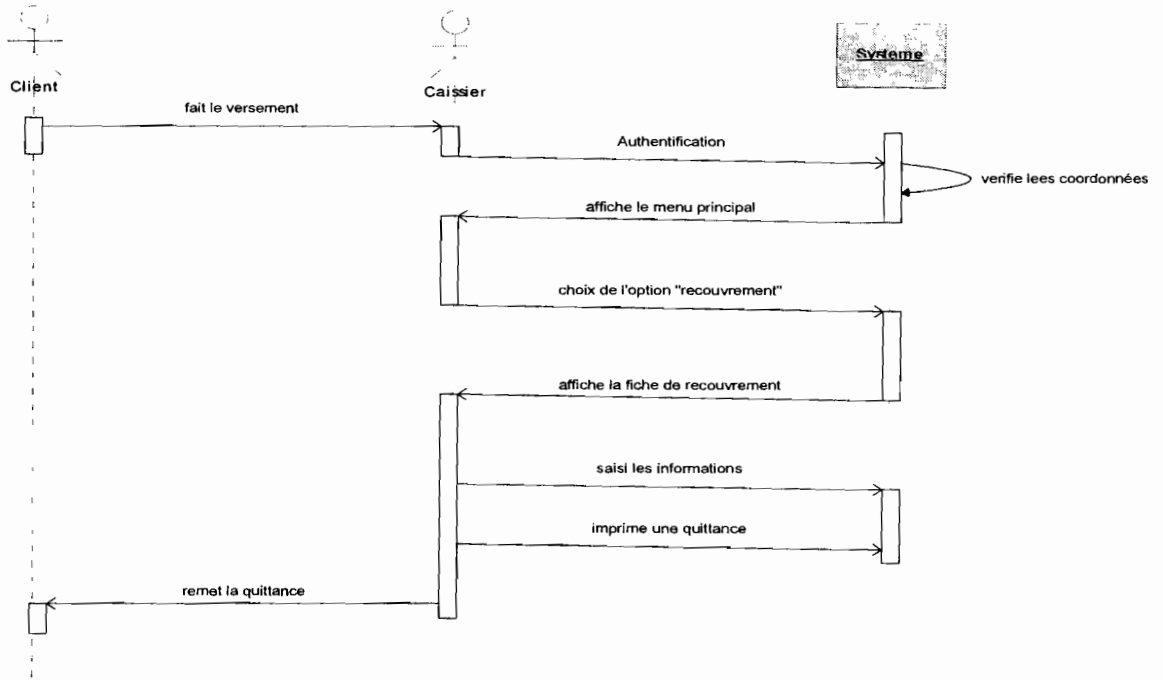 Système
Client
Caissier
fait le versement
Authentification
verifie lees coordonnées
affiche le menu principal
choix de l'option "recouvrement"
affiche la fiche de recouvrement
saisi les informations
imprime une quittance
remet la quittance